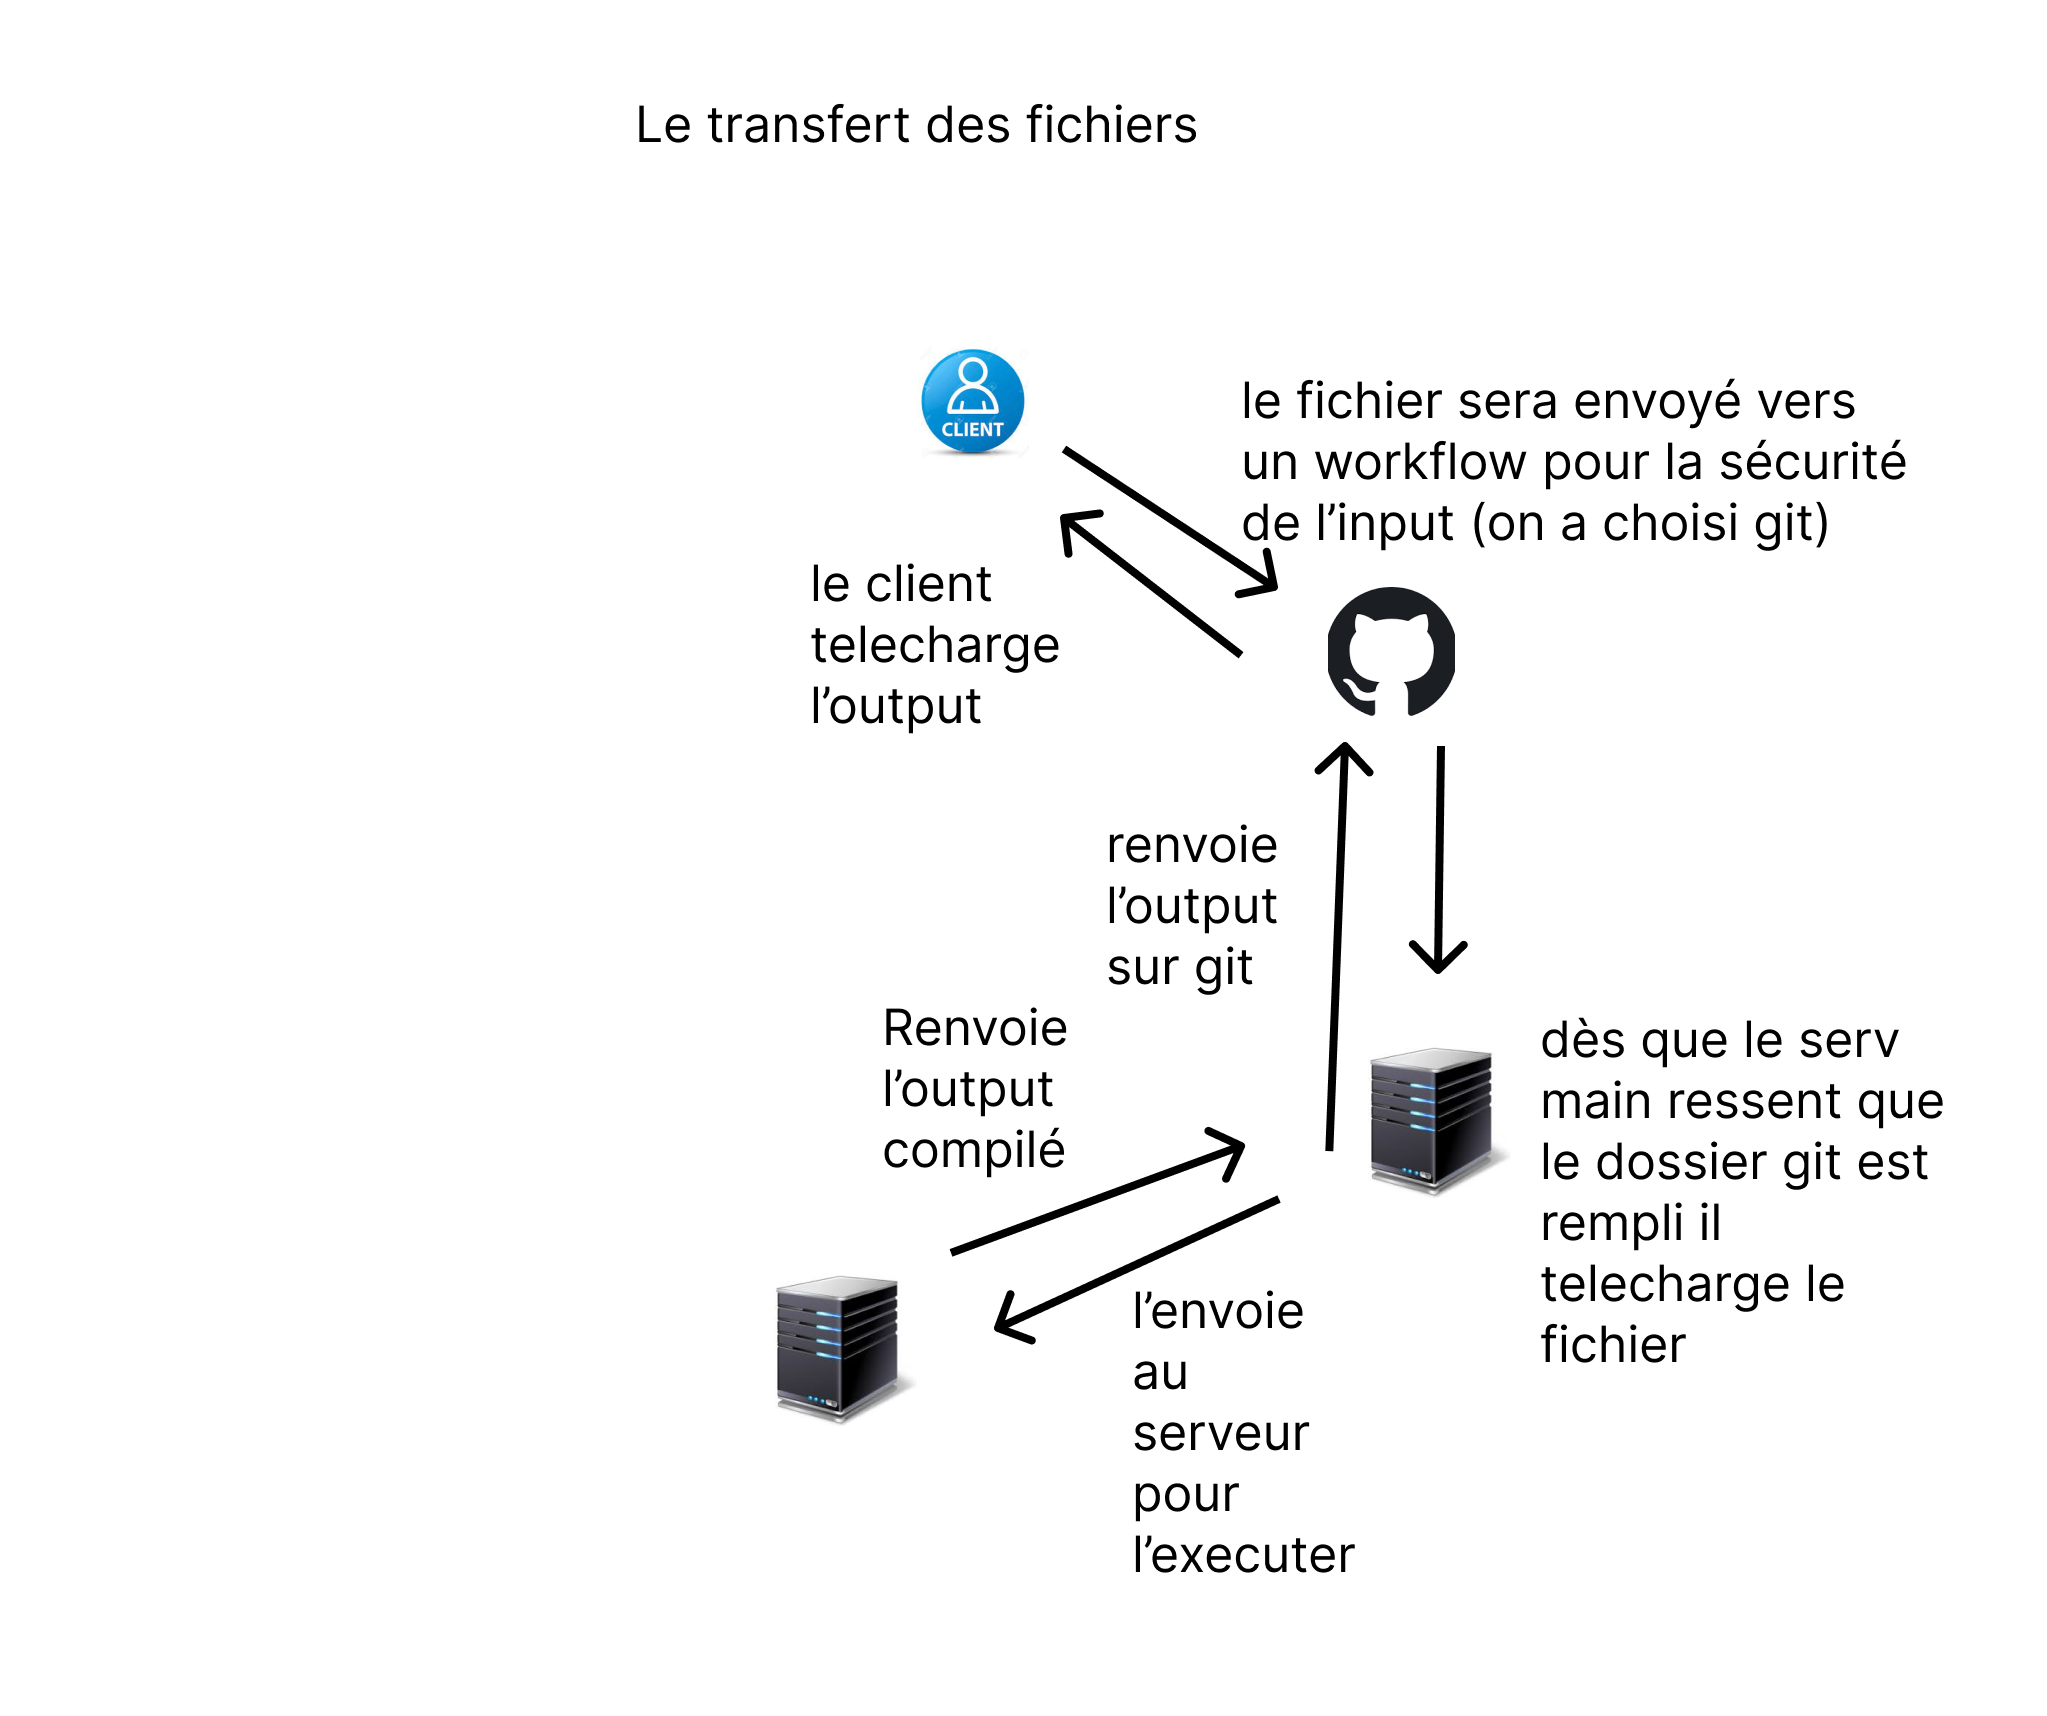 Le transfert des fichiers
CLIENT
le fichier sera envoyé vers
un workflow pour la sécurité
de l’input (on a choisi git)
le client
telecharge
l’output
renvoie
l’output
sur git
Renvoie
l’output
compilé
dès que le serv
main ressent que
le dossier git est
rempli il
telecharge le
fichier
l’envoie
au
serveur
pour
l’executer